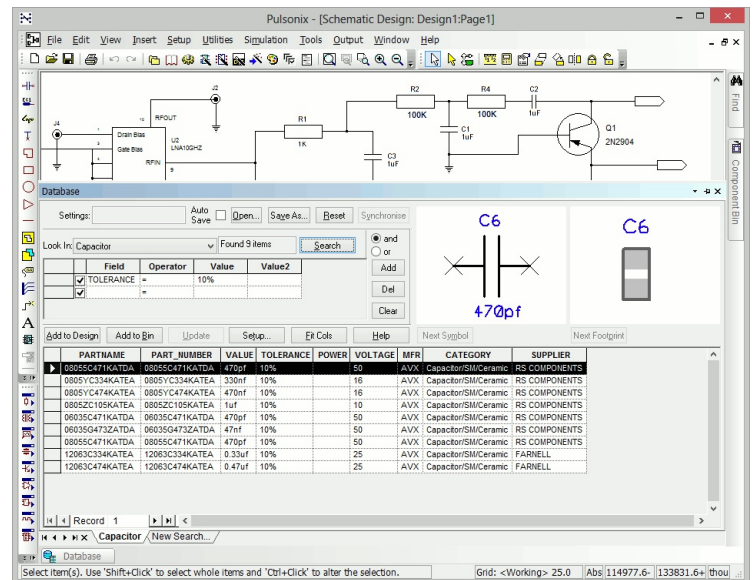 Pulsonix - [Schematic Design: Design1:Page1]
File Edit View Insert Setup Utilities Simulation Tools Output Window Help
J2
RFOUT
J4
Drain Bias
Gate Bias
U2
LNA10GHZ
RFIN
9
R1
1K
C3
1uF
R2
100K
C1
1uF
R4
100K
C2
1uF
Q1
2N2904
Find
Component Bin
Database
Settings: Auto Save Open... Save As... Reset Synchronise
Look In: Capacitor Found 9 items Search
and
or
Add
Del
Clear
Field Operator Value Value2
TOLERANCE = 10%
=
C6
470pf
C6
Add to Design Add to Bin Update Setup... Fit Cols Help Next Symbol Next Footprint
PARTNAME PART_NUMBER VALUE TOLERANCE POWER VOLTAGE MFR CATEGORY SUPPLIER
08055C471KATDA 08055C471KATDA 470pf 10% 50 AVX Capacitor/SM/Ceramic RS COMPONENTS
0805YC334KATEA 0805YC334KATEA 330nf 10% 16 AVX Capacitor/SM/Ceramic RS COMPONENTS
0805YC474KATEA 0805YC474KATEA 470nf 10% 16 AVX Capacitor/SM/Ceramic RS COMPONENTS
0805ZC105KATEA 0805ZC105KATEA 1uf 10% 10 AVX Capacitor/SM/Ceramic RS COMPONENTS
06035C471KATDA 06035C471KATDA 470pf 10% 50 AVX Capacitor/SM/Ceramic RS COMPONENTS
06035G473ZATDA 06035G473ZATDA 47nf 10% 50 AVX Capacitor/SM/Ceramic RS COMPONENTS
08055C471KATDA 08055C471KATDA 470pf 10% 50 AVX Capacitor/SM/Ceramic RS COMPONENTS
12063C334KATEA 12063C334KATEA 0.33uf 10% 25 AVX Capacitor/SM/Ceramic FARNELL
12063C474KATEA 12063C474KATEA 0.47uf 10% 25 AVX Capacitor/SM/Ceramic FARNELL
Record 1
Capacitor New Search...
Database
Select item(s). Use 'Shift+Click' to select whole items and 'Ctrl+Click' to alter the selection. Grid: <Working> 25.0 Abs 114977.6- 133831.6+ thou